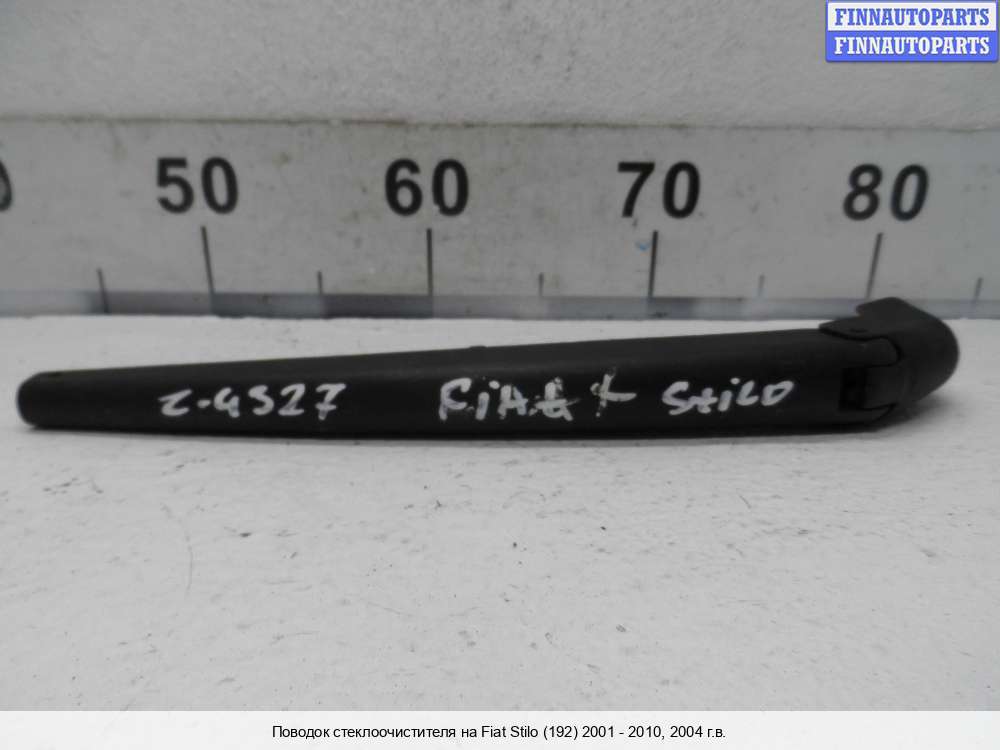 FINNAUTOPARTS
FINNAUTOPARTS
50 60 70 80
C-4527 FiAt Stilo
Поводок стеклоочистителя на Fiat Stilo (192) 2001 - 2010, 2004 г.в.